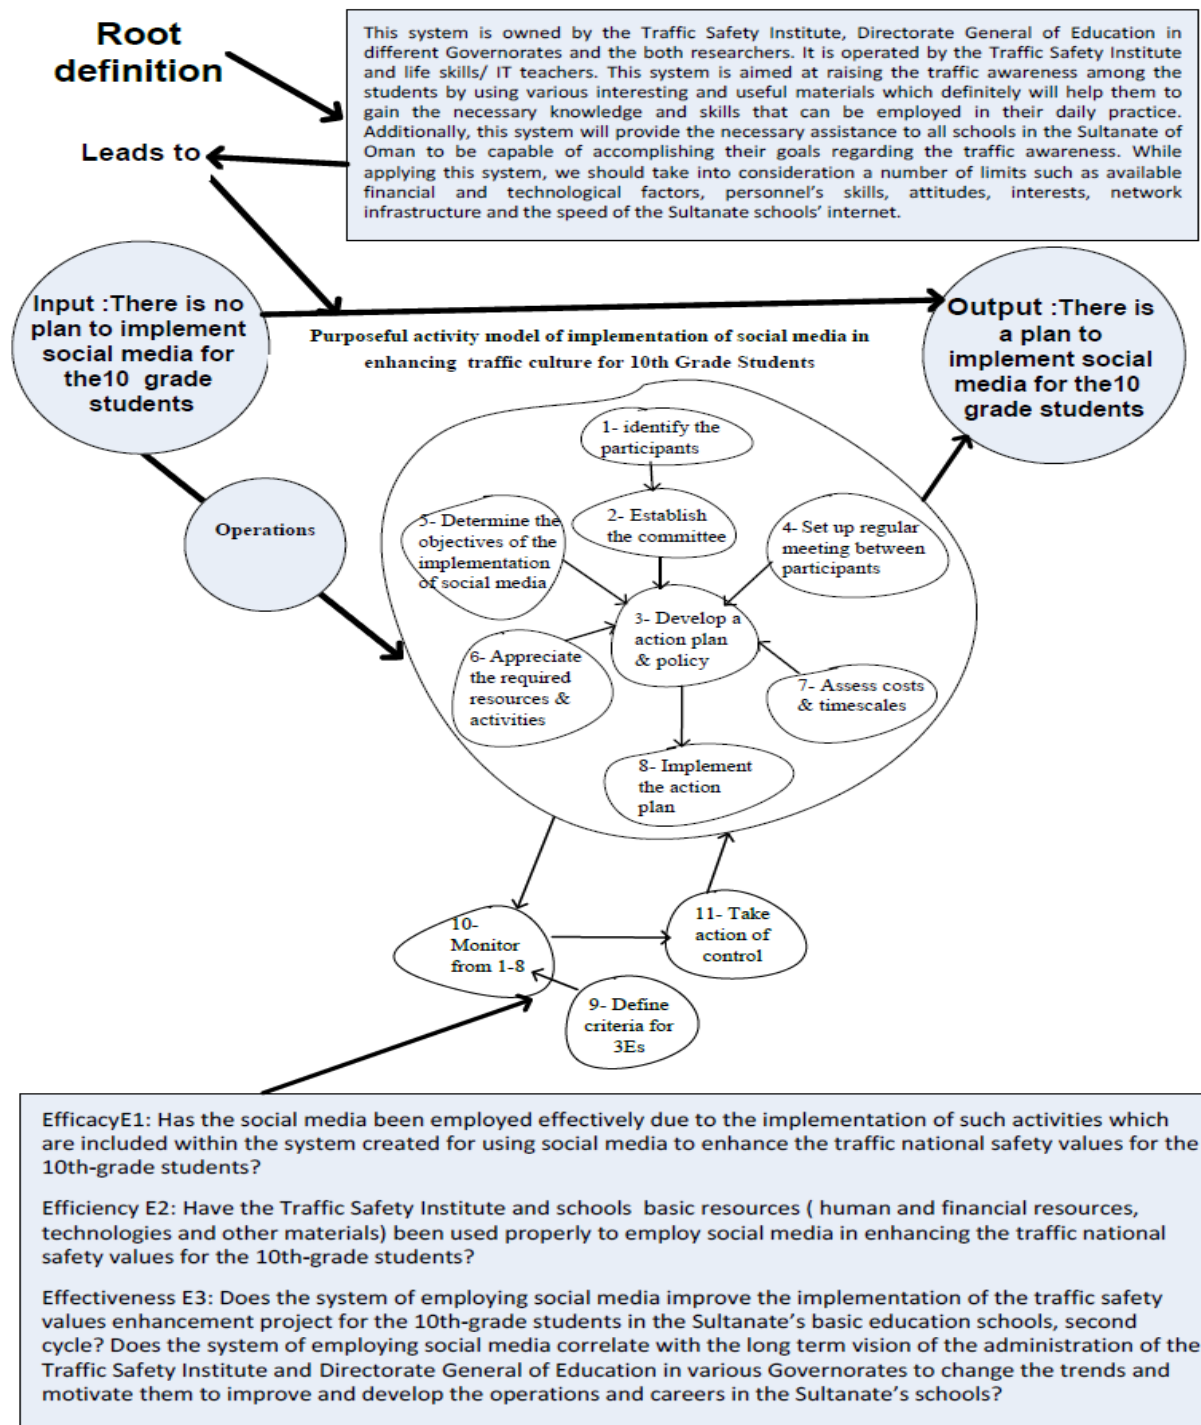 Root
definition
This system is owned by the Traffic Safety Institute, Directorate General of Education in
different Governorates and the both researchers. It is operated by the Traffic Safety Institute
and life skills/ IT teachers. This system is aimed at raising the traffic awareness among the
students by using various interesting and useful materials which definitely will help them to
gain the necessary knowledge and skills that can be employed in their daily practice.
Additionally, this system will provide the necessary assistance to all schools in the Sultanate of
Oman to be capable of accomplishing their goals regarding the traffic awareness. While
applying this system, we should take into consideration a number of limits such as available
financial and technological factors, personnel's skills, attitudes, interests, network
infrastructure and the speed of the Sultanate schools' internet.
Leads to
Input :There is no
plan to implement
social media for
the10 grade
students
Output :There is
a plan to
implement social
media for the10
grade students
Purposeful activity model of implementation of social media in
enhancing traffic culture for 10th Grade Students
Operations
1- identify the
participants
2- Establish
the committee
5- Determine the
objectives of the
implementation
of social media
4- Set up regular
meeting between
participants
3- Develop a
action plan
& policy
6- Appreciate
the required
resources &
activities
7- Assess costs
& timescales
8- Implement
the action
plan
10-
Monitor
from 1-8
11- Take
action of
control
9- Define
criteria for
3Es
EfficacyE1: Has the social media been employed effectively due to the implementation of such activities which
are included within the system created for using social media to enhance the traffic national safety values for the
10th-grade students?
Efficiency E2: Have the Traffic Safety Institute and schools basic resources ( human and financial resources,
technologies and other materials) been used properly to employ social media in enhancing the traffic national
safety values for the 10th-grade students?
Effectiveness E3: Does the system of employing social media improve the implementation of the traffic safety
values enhancement project for the 10th-grade students in the Sultanate's basic education schools, second
cycle? Does the system of employing social media correlate with the long term vision of the administration of the
Traffic Safety Institute and Directorate General of Education in various Governorates to change the trends and
motivate them to improve and develop the operations and careers in the Sultanate's schools?